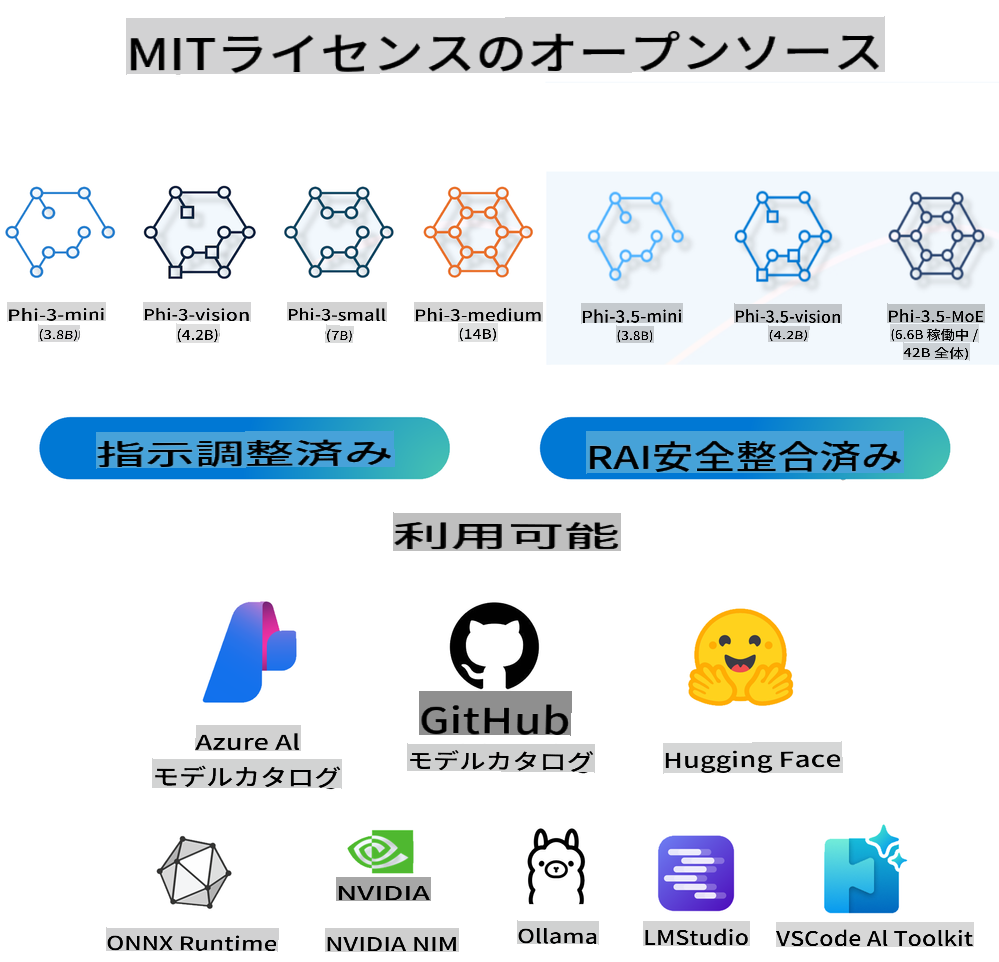 MITライセンスのオープンソース
Phi-3-mini
(3.8B)
Phi-3-vision
(4.2B)
Phi-3-small
(7B)
Phi-3-medium
(14B)
Phi-3.5-mini
(3.8B)
Phi-3.5-vision
(4.2B)
Phi-3.5-MoE
(6.6B 稼働中 /
42B 全体)
指示調整済み
RAI安全整合済み
利用可能
Azure Al
モデルカタログ
GitHub
モデルカタログ
Hugging Face
ONNX Runtime
NVIDIA
NVIDIA NIM
Ollama
LMStudio
VSCode Al Toolkit